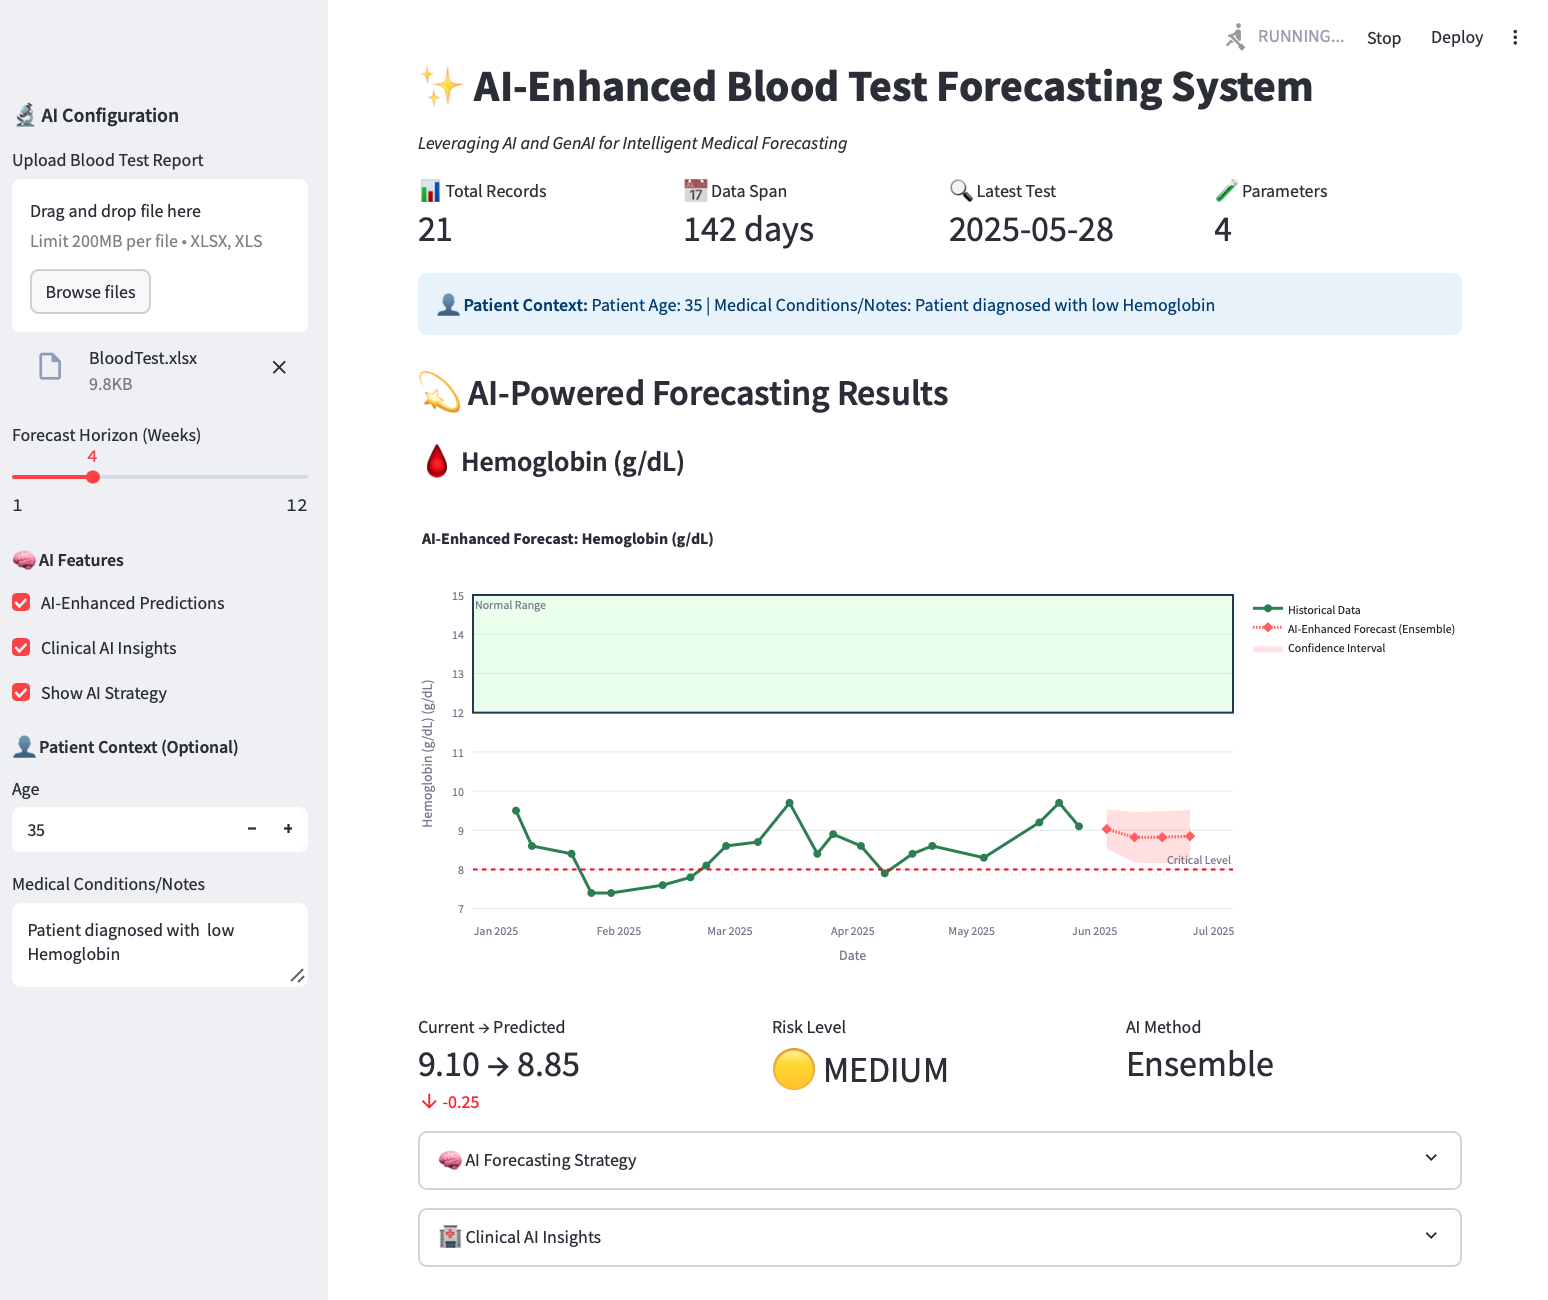 RUNNING...
Stop
Deploy
AI Configuration
Upload Blood Test Report
Drag and drop file here
Limit 200MB per file • XLSX, XLS
Browse files
BloodTest.xlsx
9.8KB
Forecast Horizon (Weeks)
4
1
12
AI Features
AI-Enhanced Predictions
Clinical AI Insights
Show AI Strategy
Patient Context (Optional)
Age
35
Medical Conditions/Notes
Patient diagnosed with  low
Hemoglobin
AI-Enhanced Blood Test Forecasting System
Leveraging AI and GenAI for Intelligent Medical Forecasting
Total Records
21
Data Span
142 days
Latest Test
2025-05-28
Parameters
4
Patient Context: Patient Age: 35 | Medical Conditions/Notes: Patient diagnosed with low Hemoglobin
AI-Powered Forecasting Results
Hemoglobin (g/dL)
AI-Enhanced Forecast: Hemoglobin (g/dL)
15
14
13
12
11
10
9
8
7
Hemoglobin (g/dL) (g/dL)
Normal Range
Critical Level
Jan 2025
Feb 2025
Mar 2025
Apr 2025
May 2025
Jun 2025
Jul 2025
Date
Historical Data
AI-Enhanced Forecast (Ensemble)
Confidence Interval
Current → Predicted
9.10 → 8.85
↓ -0.25
Risk Level
MEDIUM
AI Method
Ensemble
AI Forecasting Strategy
Clinical AI Insights